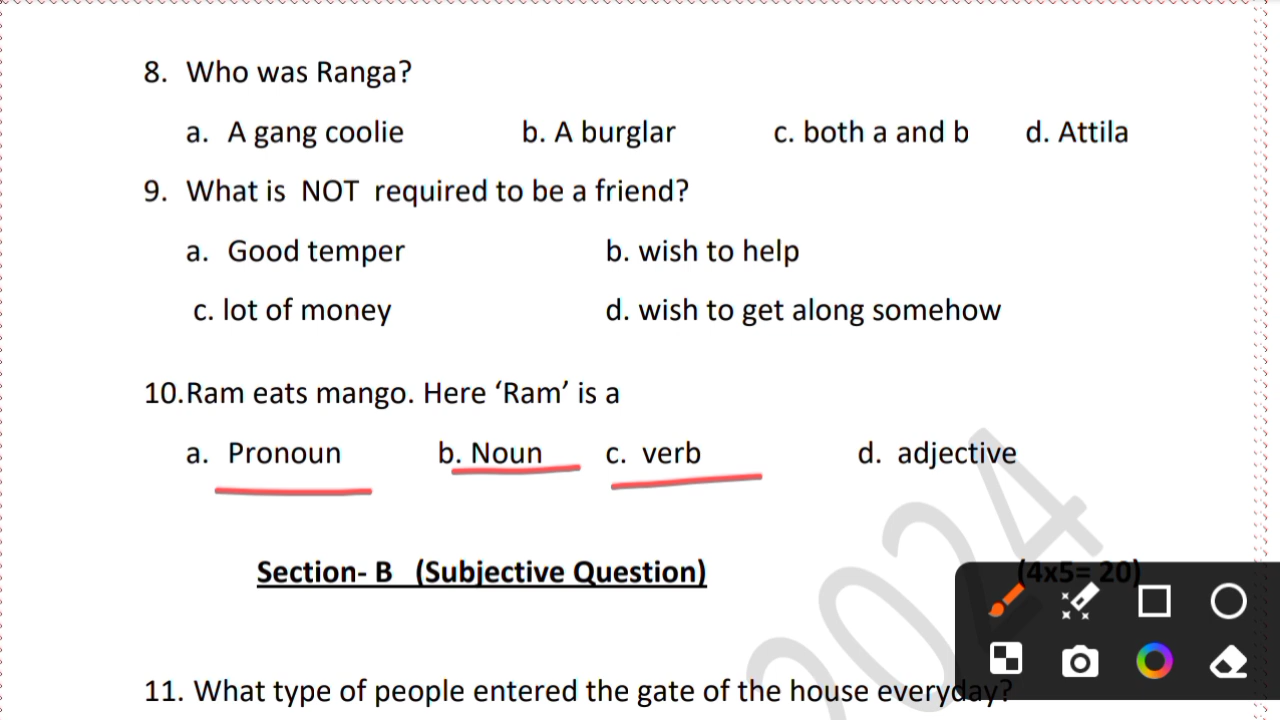 8. Who was Ranga?
a. A gang coolie b. A burglar c. both a and b d. Attila
9. What is NOT required to be a friend?
a. Good temper b. wish to help
c. lot of money d. wish to get along somehow
10.Ram eats mango. Here ‘Ram’ is a
a. Pronoun b. Noun c. verb d. adjective
Section- B (Subjective Question) (4x5= 20)
11. What type of people entered the gate of the house everyday?
2024